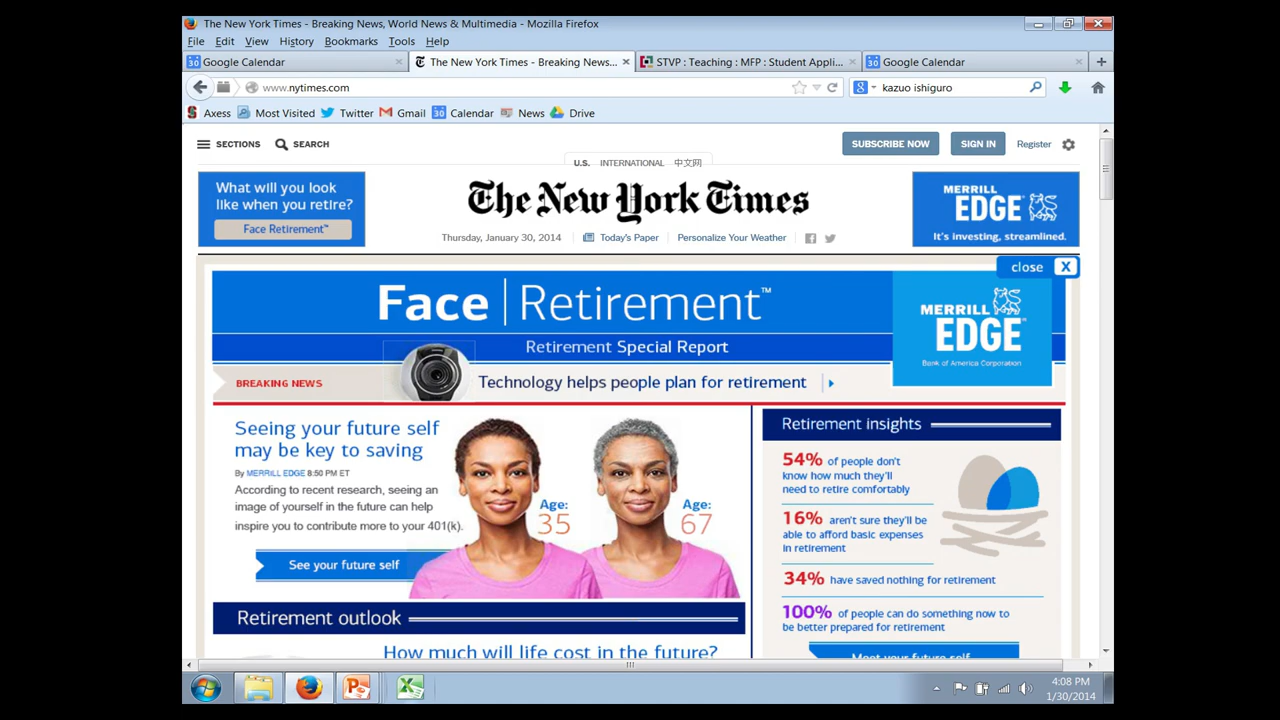 The New York Times - Breaking News, World News & Multimedia - Mozilla Firefox
File Edit View History Bookmarks Tools Help
30 Google Calendar
The New York Times - Breaking News...
STVP : Teaching : MFP : Student Appli...
30 Google Calendar
www.nytimes.com
kazuo ishiguro
Axess Most Visited Twitter Gmail 30 Calendar News Drive
SECTIONS SEARCH
SUBSCRIBE NOW SIGN IN Register
U.S. INTERNATIONAL 中文网
What will you look
like when you retire?
Face Retirement™
The New York Times
Thursday, January 30, 2014 Today's Paper Personalize Your Weather
MERRILL
EDGE
It's investing, streamlined.
close X
Face | Retirement™
Retirement Special Report
MERRILL
EDGE
Bank of America Corporation
BREAKING NEWS
Technology helps people plan for retirement
Seeing your future self
may be key to saving
By MERRILL EDGE 8:50 PM ET
According to recent research, seeing an
image of yourself in the future can help
inspire you to contribute more to your 401(k).
See your future self
Age:
35
Age:
67
Retirement outlook
How much will life cost in the future?
Retirement insights
54% of people don't
know how much they'll
need to retire comfortably
16% aren't sure they'll be
able to afford basic expenses
in retirement
34% have saved nothing for retirement
100% of people can do something now to
be better prepared for retirement
Meet your future self
4:08 PM
1/30/2014